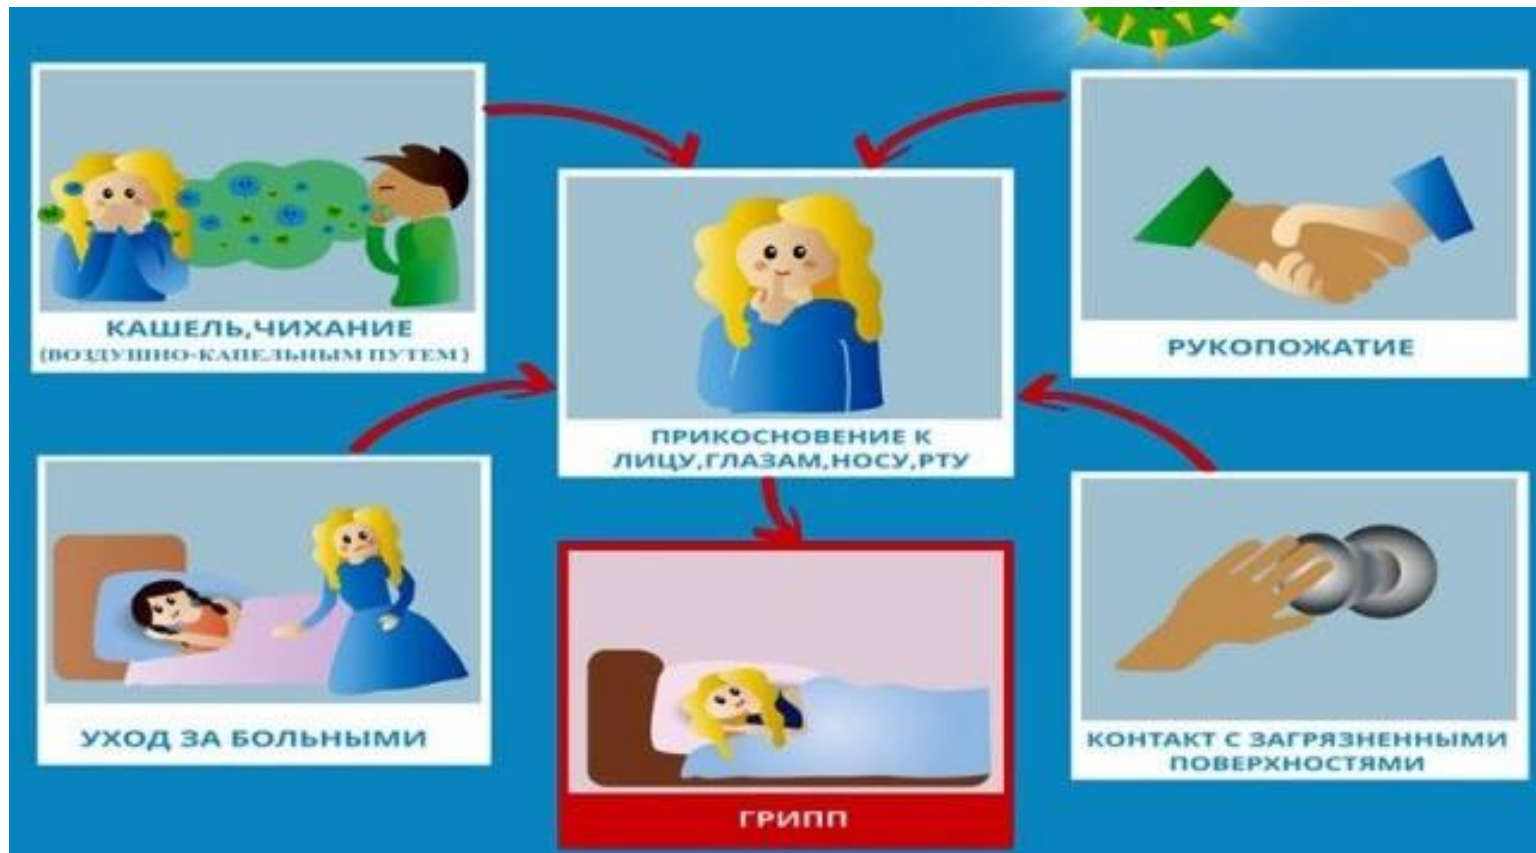 КАШЕЛЬ,ЧИХАНИЕ
(ВОЗДУШНО-КАПЕЛЬНЫМ ПУТЕМ)
РУКОПОЖАТИЕ
ПРИКОСНОВЕНИЕ К
ЛИЦУ,ГЛАЗАМ,НОСУ,РТУ
УХОД ЗА БОЛЬНЫМИ
КОНТАКТ С ЗАГРЯЗНЕННЫМИ
ПОВЕРХНОСТЯМИ
ГРИПП